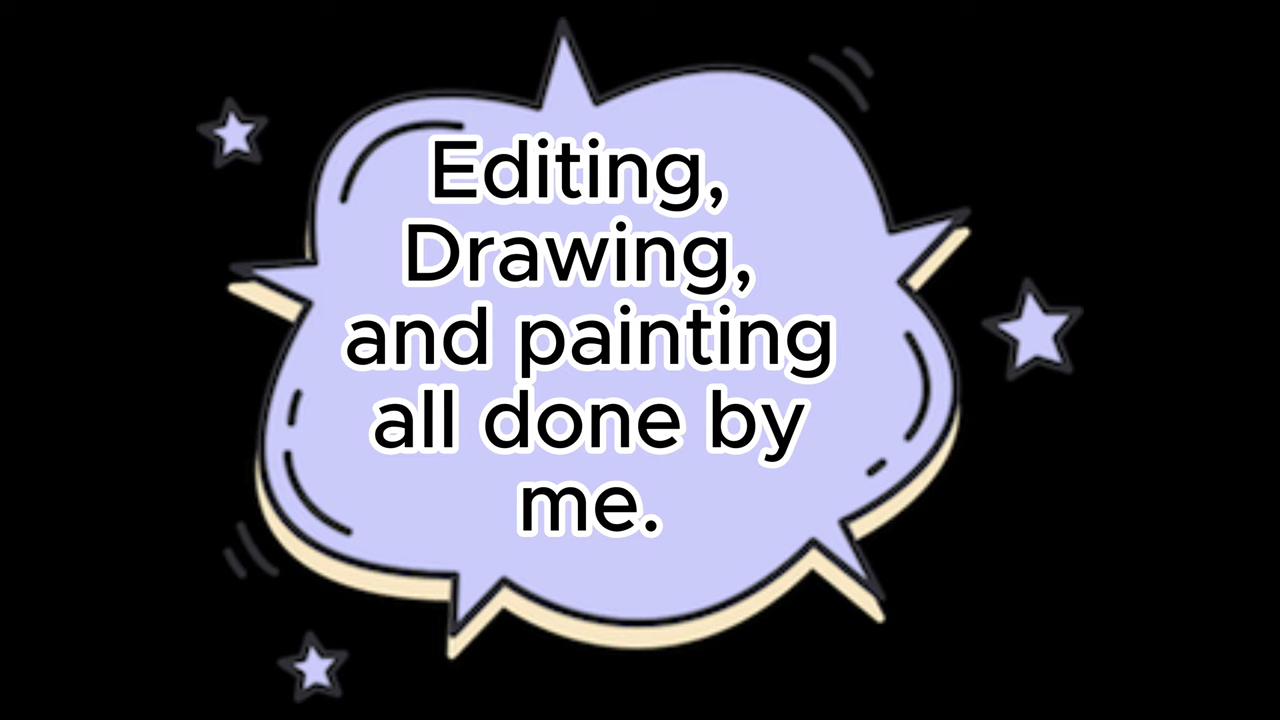 Editing,
Drawing,
and painting
all done by
me.